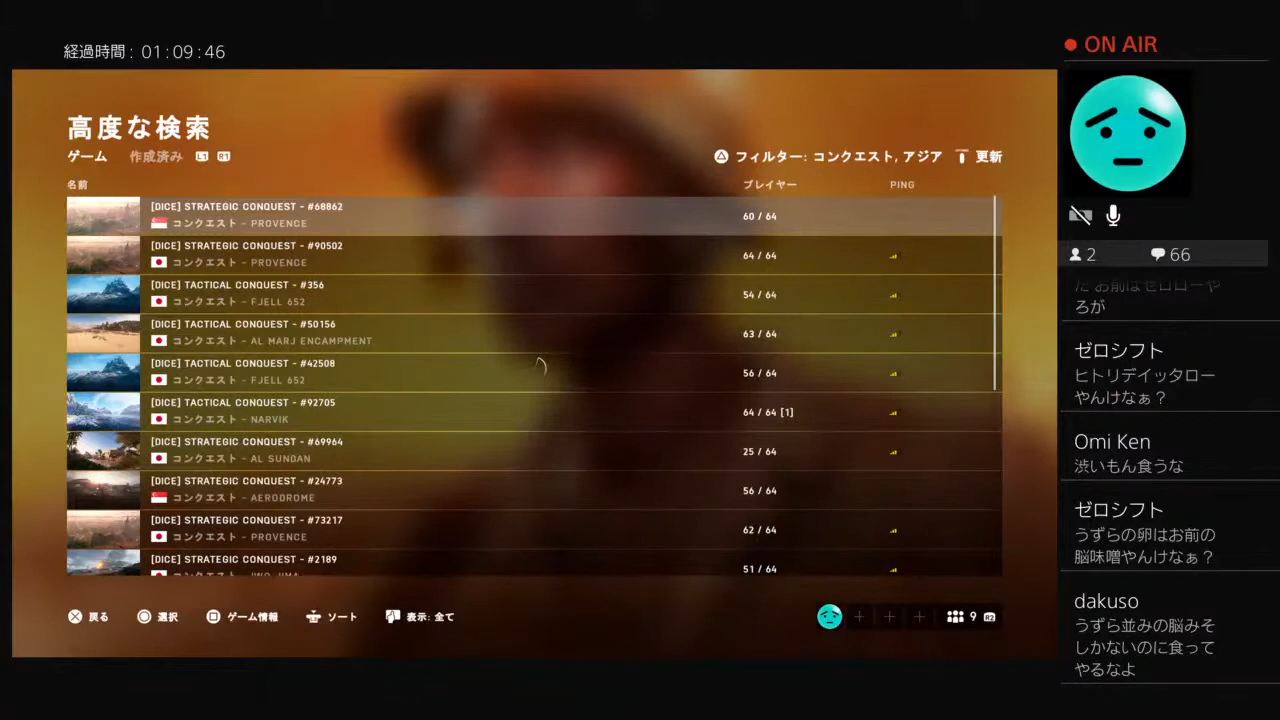 経過時間: 01:09:46
ON AIR
高度な検索
ゲーム 作成済み L1 R1
フィルター: コンクエスト, アジア 更新
名前 プレイヤー PING
[DICE] STRATEGIC CONQUEST - #68862
コンクエスト - PROVENCE
60 / 64
[DICE] STRATEGIC CONQUEST - #90502
コンクエスト - PROVENCE
64 / 64
[DICE] TACTICAL CONQUEST - #356
コンクエスト - FJELL 652
54 / 64
[DICE] TACTICAL CONQUEST - #50156
コンクエスト - AL MARJ ENCAMPMENT
63 / 64
[DICE] TACTICAL CONQUEST - #42508
コンクエスト - FJELL 652
56 / 64
[DICE] TACTICAL CONQUEST - #92705
コンクエスト - NARVIK
64 / 64 [1]
[DICE] STRATEGIC CONQUEST - #69964
コンクエスト - AL SUNDAN
25 / 64
[DICE] STRATEGIC CONQUEST - #24773
コンクエスト - AERODROME
56 / 64
[DICE] STRATEGIC CONQUEST - #73217
コンクエスト - PROVENCE
62 / 64
[DICE] STRATEGIC CONQUEST - #2189
51 / 64
戻る 選択 ゲーム情報 ソート 表示: 全て
9 R2
2 66
だ お前はゼロローや
ろが
ゼロシフト
ヒトリデイッタロー
やんけなぁ？
Omi Ken
渋いもん食うな
ゼロシフト
うずらの卵はお前の
脳味噌やんけなぁ？
dakuso
うずら並みの脳みそ
しかないのに食って
やるなよ